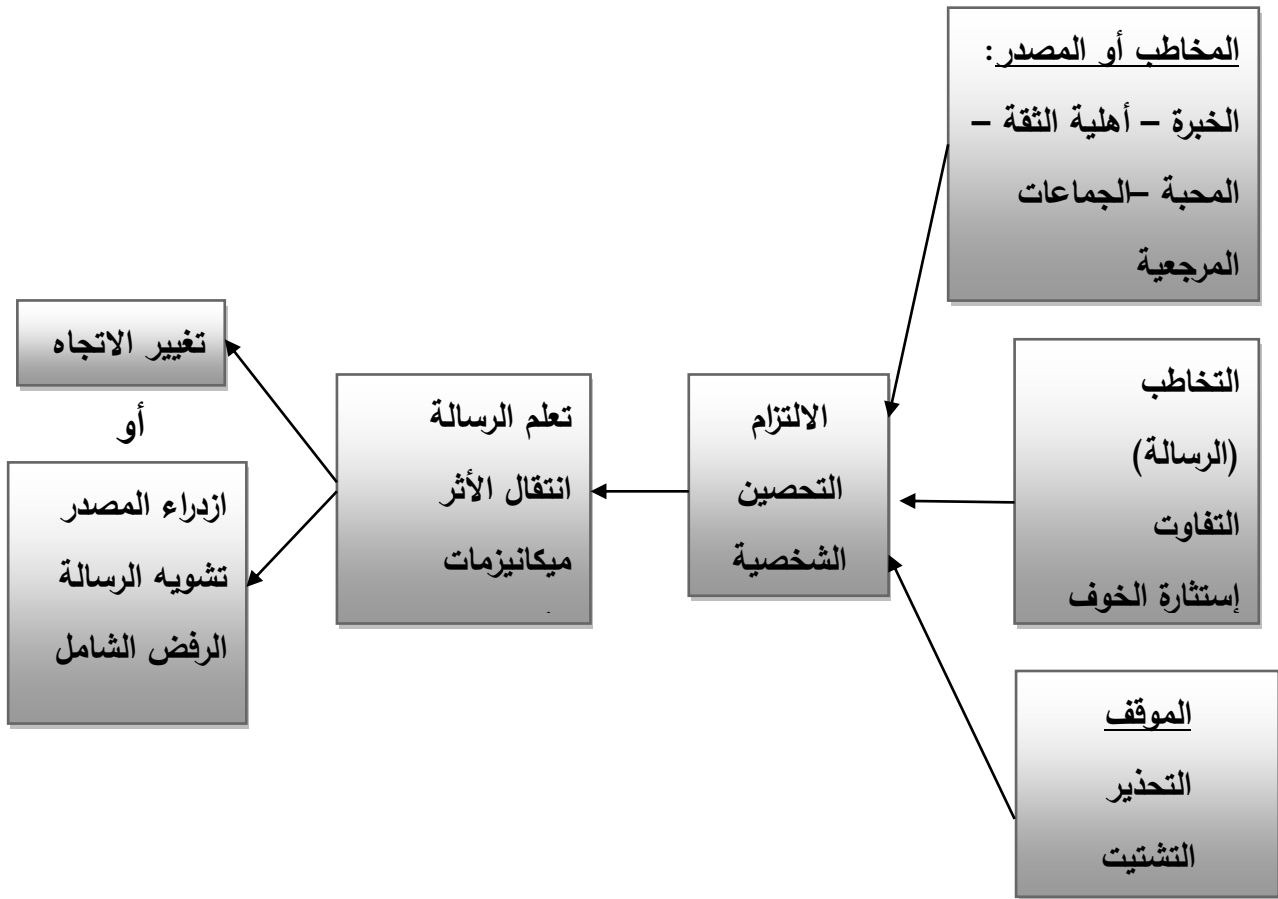 المخاطب أو المصدر:
الخبرة – أهلية الثقة –
المحبة –الجماعات
المرجعية
التخاطب
(الرسالة)
التفاوت
إستثارة الخوف
الموقف
التحذير
التشتيت
الالتزام
التحصين
الشخصية
تعلم الرسالة
انتقال الأثر
ميكانيزمات
تغيير الاتجاه
أو
ازدراء المصدر
تشويه الرسالة
الرفض الشامل